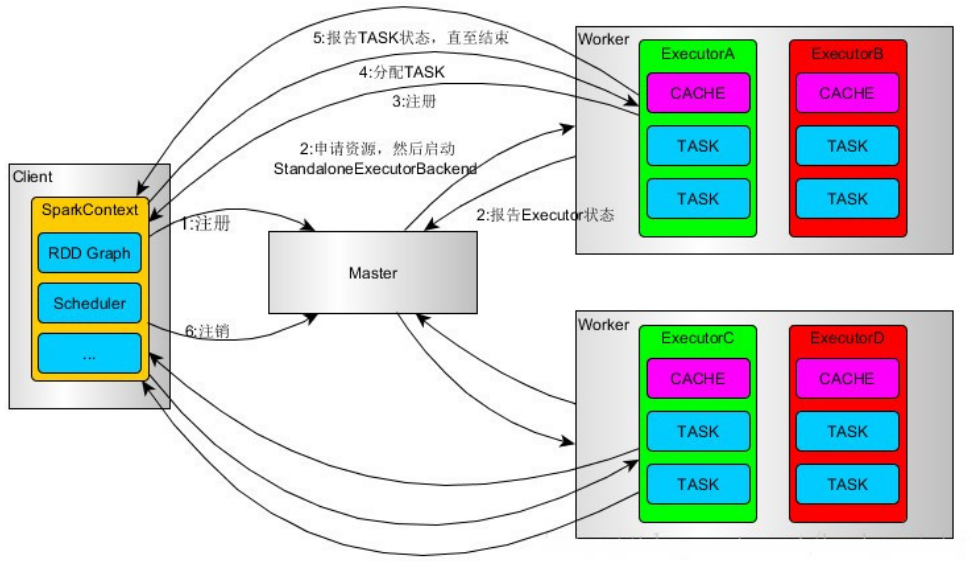 5:报告TASK状态，直至结束
4:分配TASK
3:注册
2:申请资源，然后启动
StandaloneExecutorBackend
2:报告Executor状态
Client
SparkContext
RDD Graph
Scheduler
...
1:注册
Master
6:注销
Worker
ExecutorA
CACHE
TASK
TASK
ExecutorB
CACHE
TASK
TASK
Worker
ExecutorC
CACHE
TASK
TASK
ExecutorD
CACHE
TASK
TASK